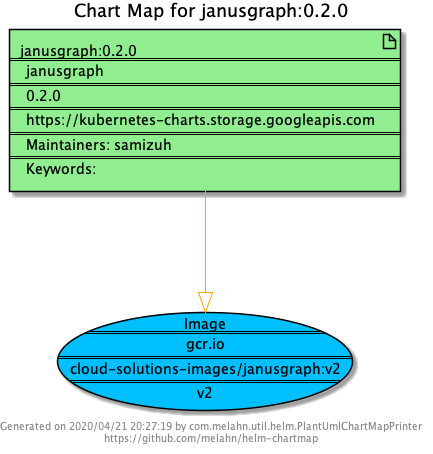 Chart Map for janusgraph:0.2.0
janusgraph:0.2.0
janusgraph
0.2.0
https://kubernetes-charts.storage.googleapis.com
Maintainers: samizuh
Keywords:
Image
gcr.io
cloud-solutions-images/janusgraph:v2
v2
Generated on 2020/04/21 20:27:19 by com.melahn.util.helm.PlantUmlChartMapPrinter
https://github.com/melahn/helm-chartmap